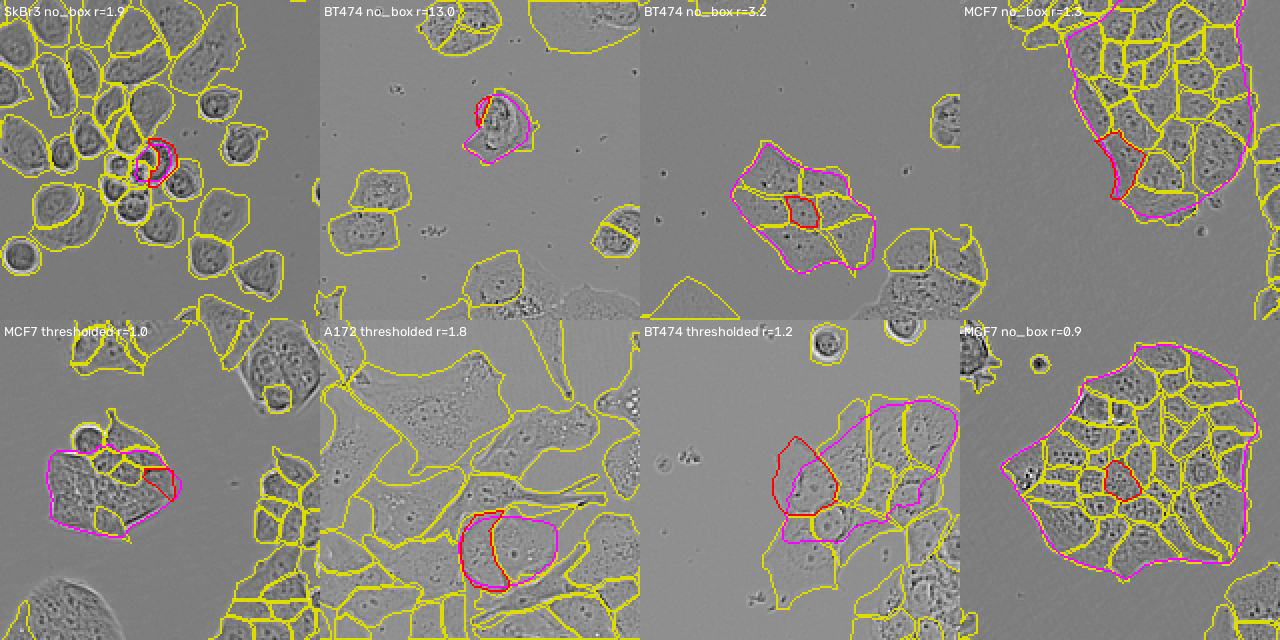 SkBr3 no_box r=1.9
BT474 no_box r=13.0
BT474 no_box r=3.2
MCF7 no_box r=1.3
MCF7 thresholded r=1.0
A172 thresholded r=1.8
BT474 thresholded r=1.2
MCF7 no_box r=0.9